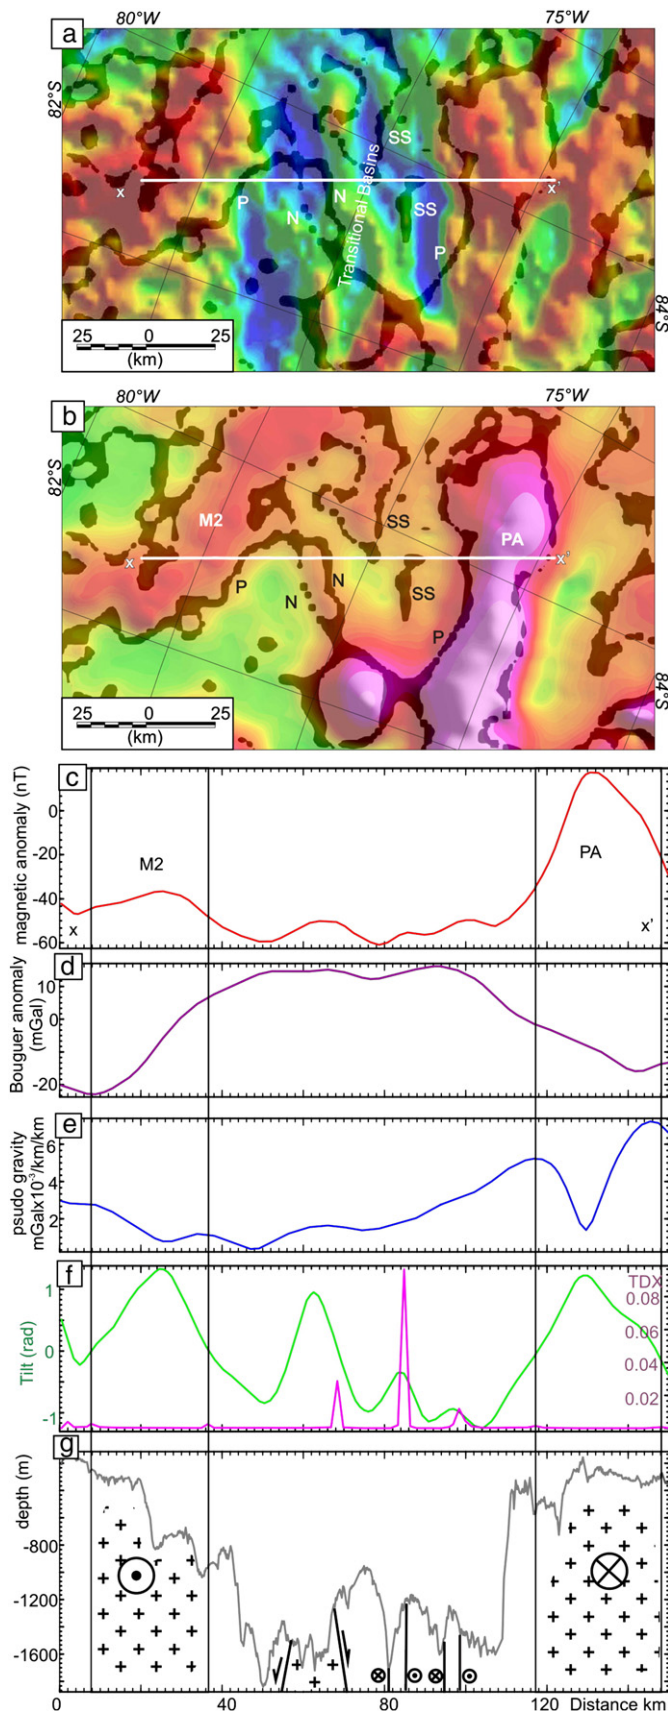 80°W
75°W
a
82°S
SS
Transitional Basins
x
x'
P
N
N
SS
P
25 0 25
(km)
84°S
80°W
75°W
b
82°S
M2
SS
PA
x
x'
P
N
N
SS
P
25 0 25
(km)
84°S
c
magnetic anomaly (nT)
0
-20
-40
-60
M2
PA
x
x'
d
Bouguer anomaly
(mGal)
10
0
-20
e
psudo gravity
mGalx10⁻³/km/km
6
4
2
f
Tilt (rad)
1
0
-1
TDX
0.08
0.06
0.04
0.02
g
depth (m)
-800
-1200
-1600
0 40 80 120 Distance km